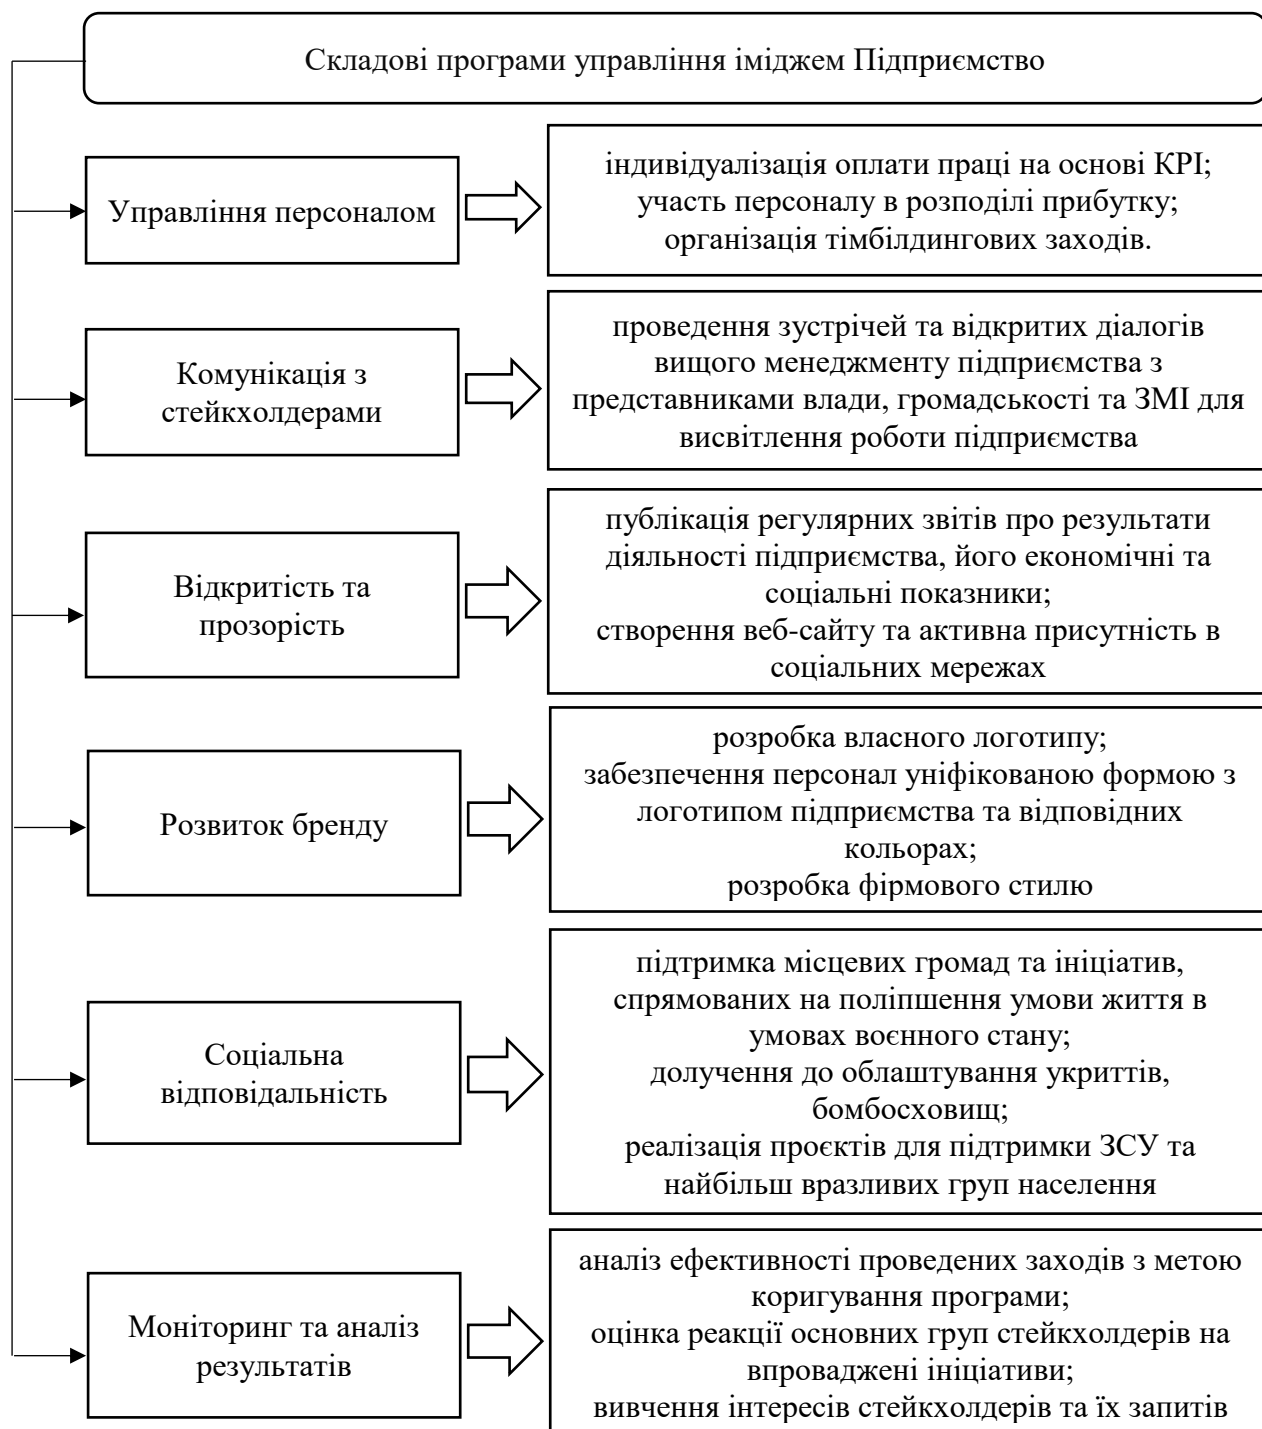 Складові програми управління іміджем Підприємство
Управління персоналом
індивідуалізація оплати праці на основі КРІ;
участь персоналу в розподілі прибутку;
організація тімбілдингових заходів.
Комунікація з
стейкхолдерами
проведення зустрічей та відкритих діалогів
вищого менеджменту підприємства з
представниками влади, громадськості та ЗМІ для
висвітлення роботи підприємства
Відкритість та
прозорість
публікація регулярних звітів про результати
діяльності підприємства, його економічні та
соціальні показники;
створення веб-сайту та активна присутність в
соціальних мережах
Розвиток бренду
розробка власного логотипу;
забезпечення персонал уніфікованою формою з
логотипом підприємства та відповідних
кольорах;
розробка фірмового стилю
Соціальна
відповідальність
підтримка місцевих громад та ініціатив,
спрямованих на поліпшення умови життя в
умовах воєнного стану;
долучення до облаштування укриттів,
бомбосховищ;
реалізація проєктів для підтримки ЗСУ та
найбільш вразливих груп населення
Моніторинг та аналіз
результатів
аналіз ефективності проведених заходів з метою
коригування програми;
оцінка реакції основних груп стейкхолдерів на
впроваджені ініціативи;
вивчення інтересів стейкхолдерів та їх запитів